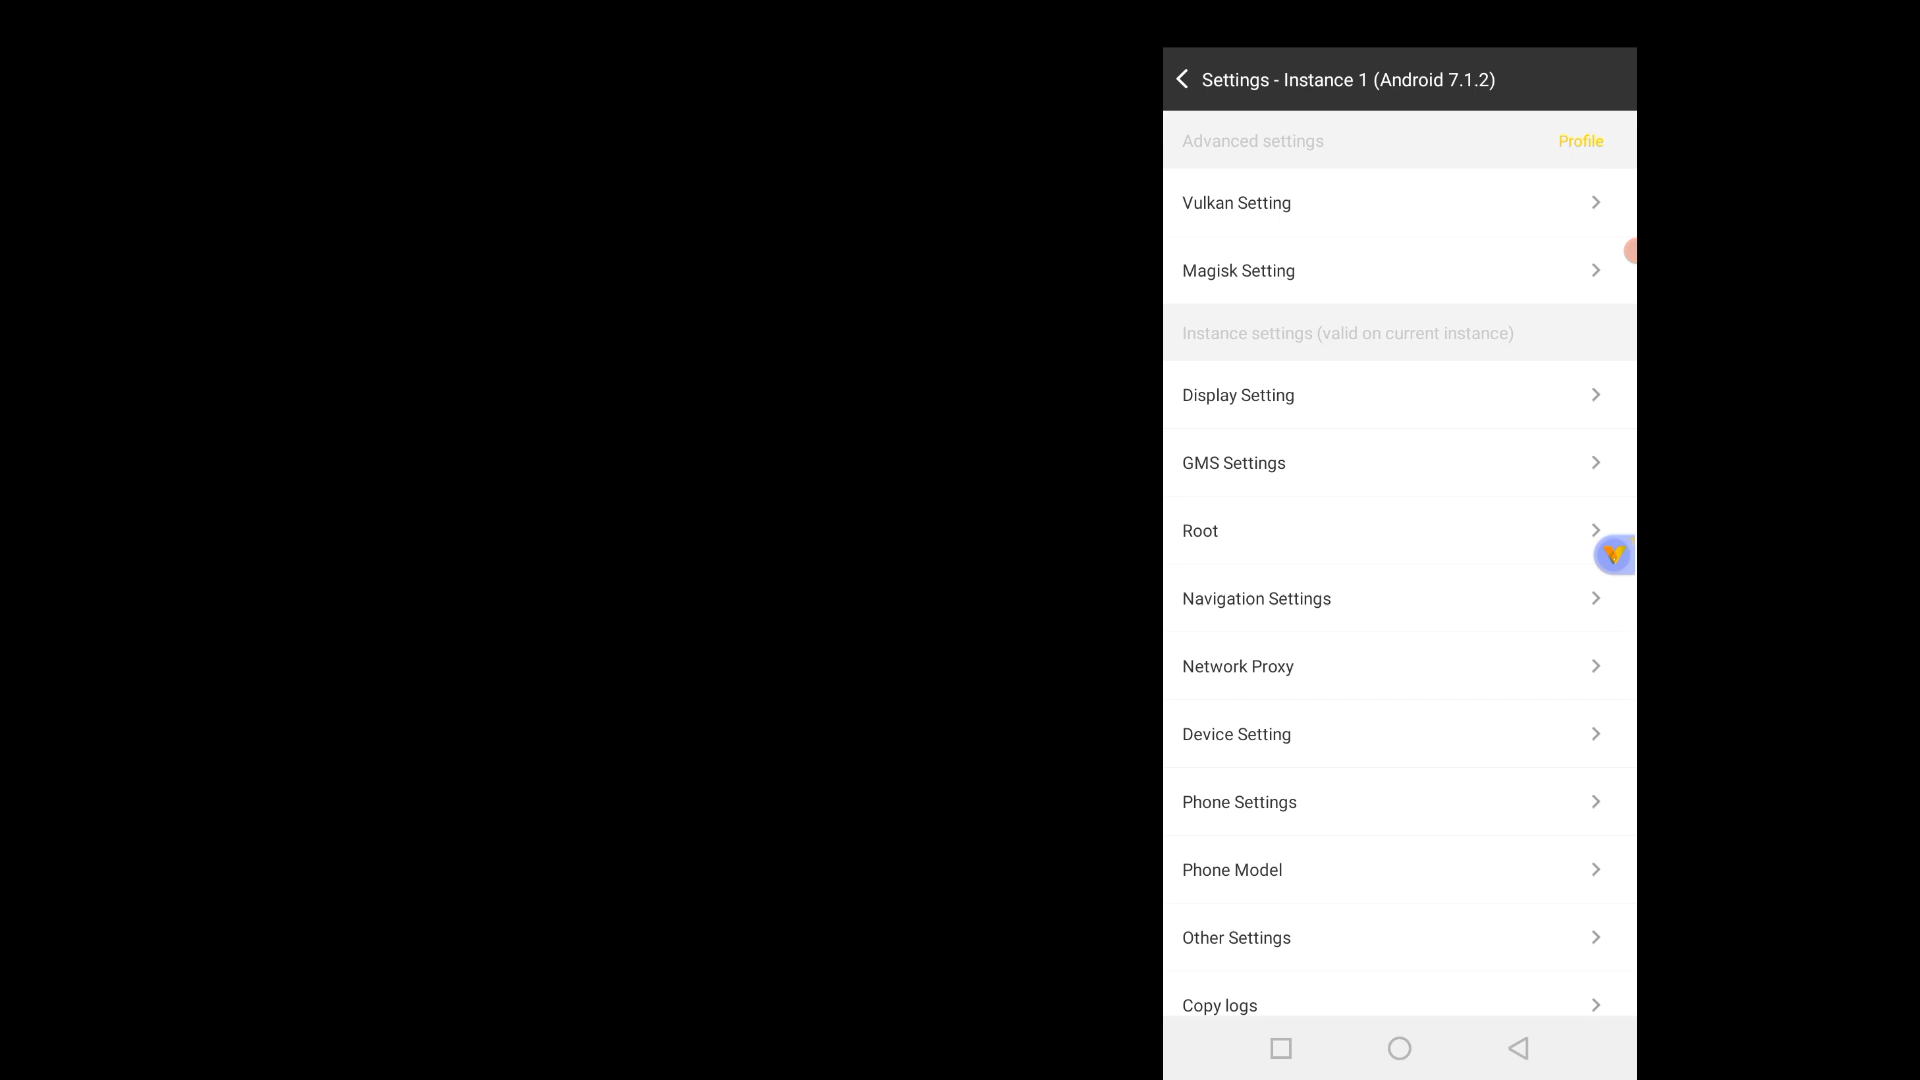 Settings - Instance 1 (Android 7.1.2)
Advanced settings
Profile
Vulkan Setting
Magisk Setting
Instance settings (valid on current instance)
Display Setting
GMS Settings
Root
Navigation Settings
Network Proxy
Device Setting
Phone Settings
Phone Model
Other Settings
Copy logs